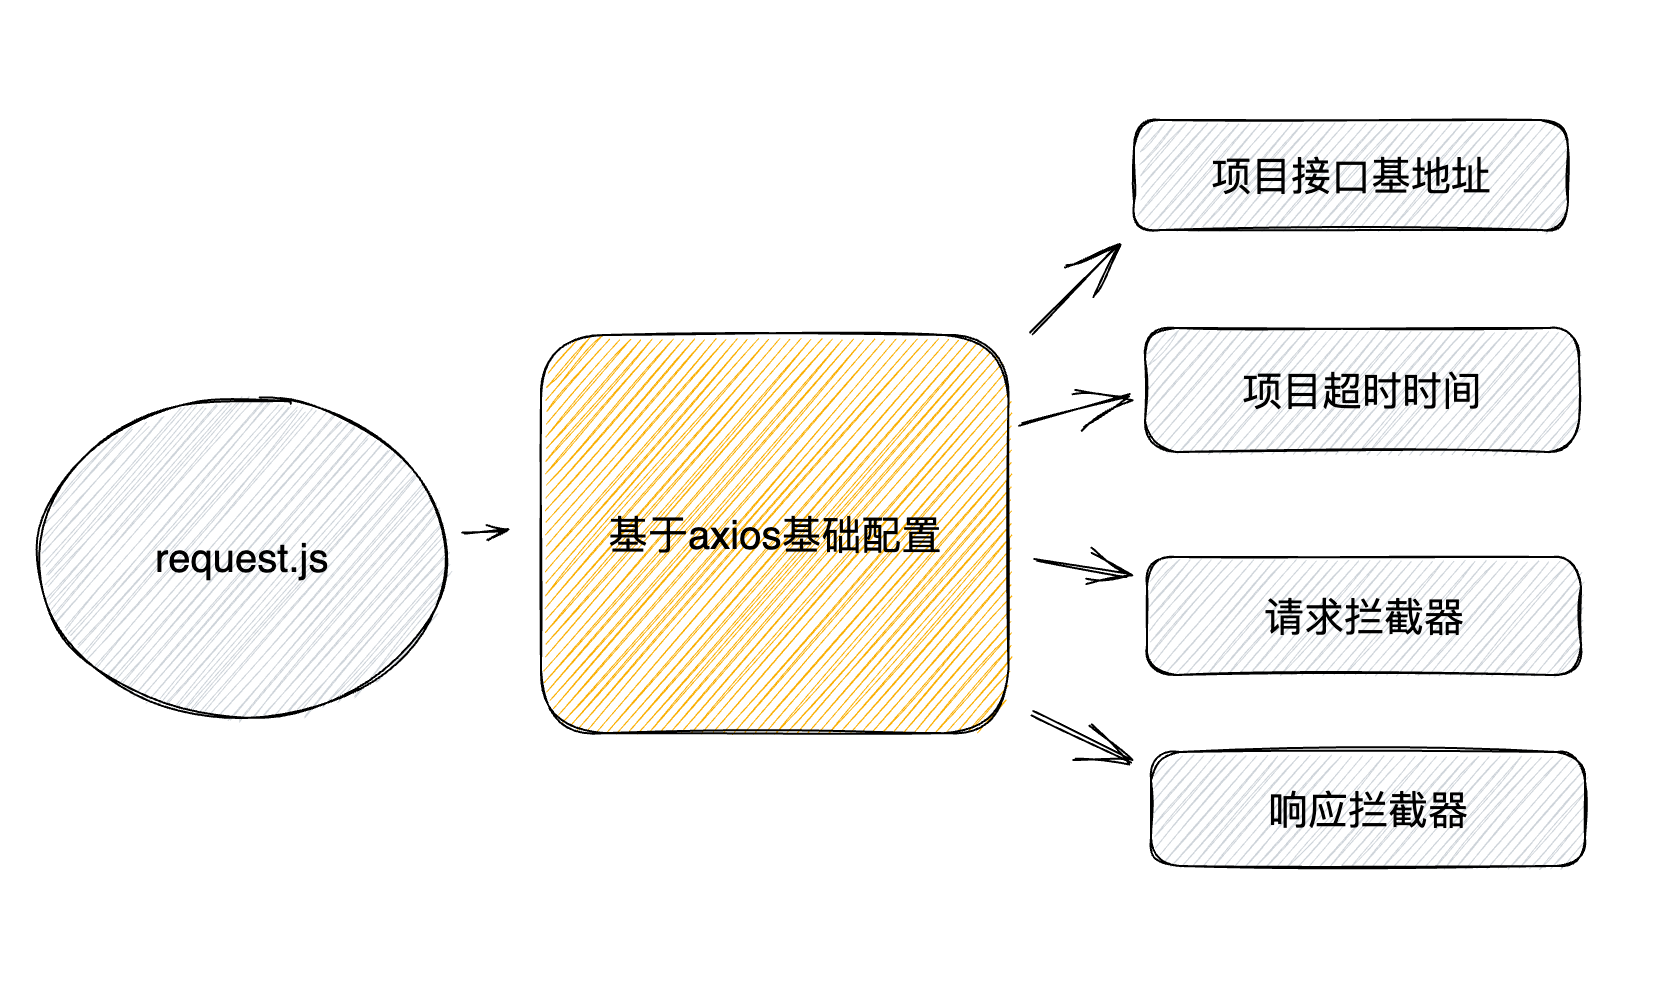 项目接口基地址
项目超时时间
request.js
基于axios基础配置
请求拦截器
响应拦截器